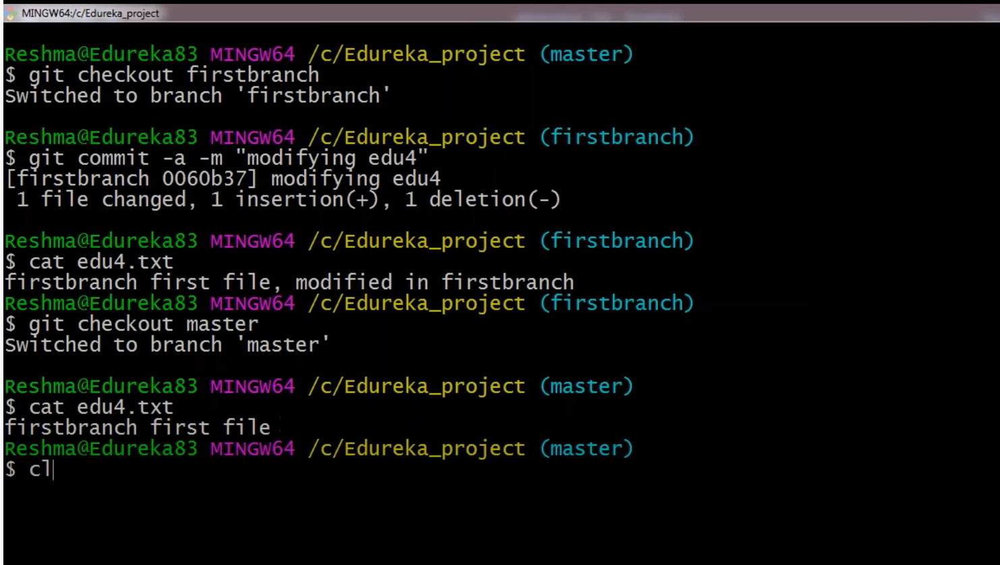 MINGW64:/c/Edureka_project
Reshma@Edureka83 MINGW64 /c/Edureka_project (master)
$ git checkout firstbranch
Switched to branch 'firstbranch'
Reshma@Edureka83 MINGW64 /c/Edureka_project (firstbranch)
$ git commit -a -m "modifying edu4"
[firstbranch 0060b37] modifying edu4
 1 file changed, 1 insertion(+), 1 deletion(-)
Reshma@Edureka83 MINGW64 /c/Edureka_project (firstbranch)
$ cat edu4.txt
firstbranch first file, modified in firstbranch
Reshma@Edureka83 MINGW64 /c/Edureka_project (firstbranch)
$ git checkout master
Switched to branch 'master'
Reshma@Edureka83 MINGW64 /c/Edureka_project (master)
$ cat edu4.txt
firstbranch first file
Reshma@Edureka83 MINGW64 /c/Edureka_project (master)
$ cl